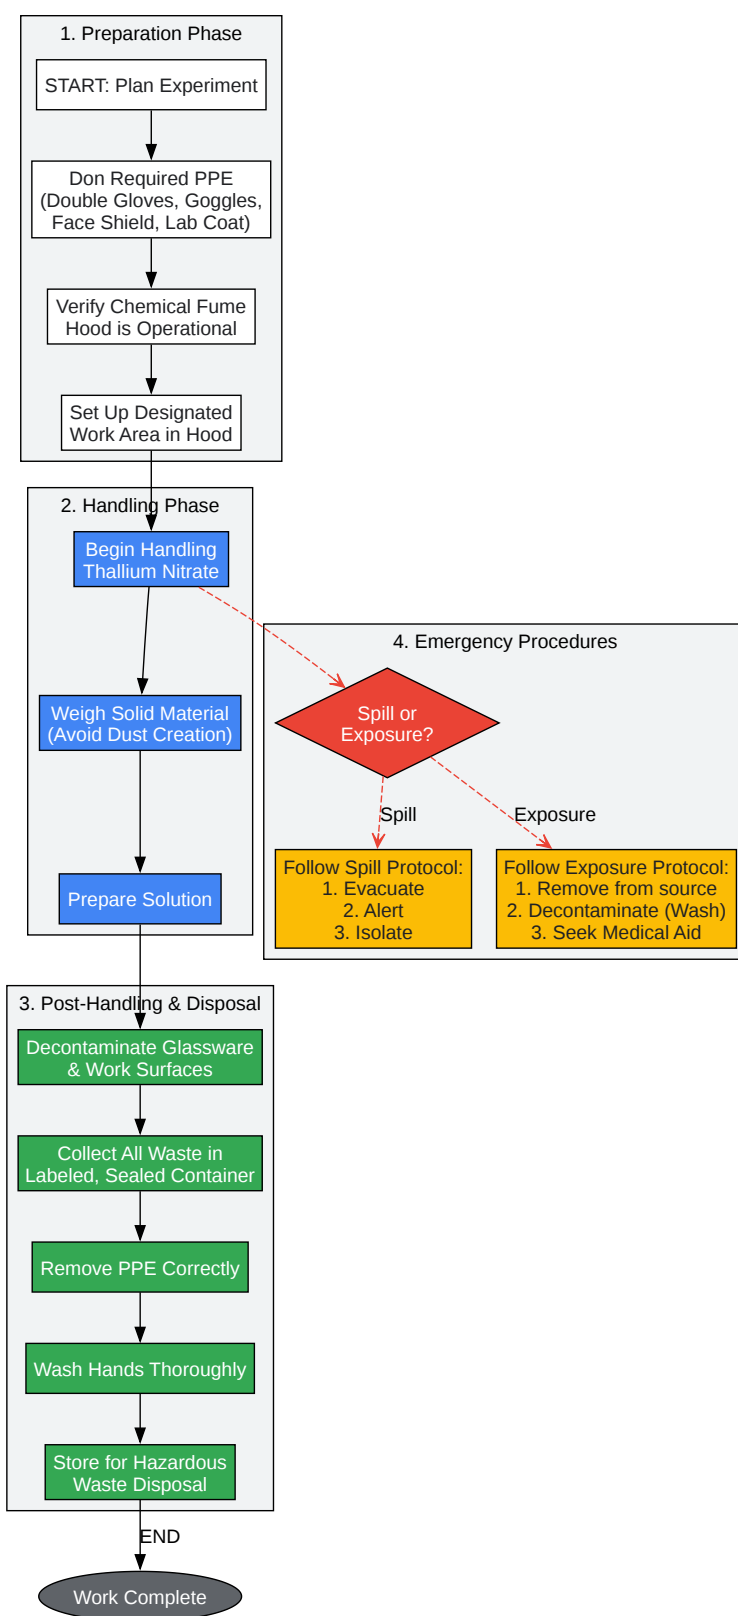 1. Preparation Phase
START: Plan Experiment
Don Required PPE
(Double Gloves, Goggles,
Face Shield, Lab Coat)
Verify Chemical Fume
Hood is Operational
Set Up Designated
Work Area in Hood
2. Handling Phase
Begin Handling
Thallium Nitrate
Weigh Solid Material
(Avoid Dust Creation)
Prepare Solution
4. Emergency Procedures
Spill or
Exposure?
Spill
Exposure
Follow Spill Protocol:
1. Evacuate
2. Alert
3. Isolate
Follow Exposure Protocol:
1. Remove from source
2. Decontaminate (Wash)
3. Seek Medical Aid
3. Post-Handling & Disposal
Decontaminate Glassware
& Work Surfaces
Collect All Waste in
Labeled, Sealed Container
Remove PPE Correctly
Wash Hands Thoroughly
Store for Hazardous
Waste Disposal
END
Work Complete